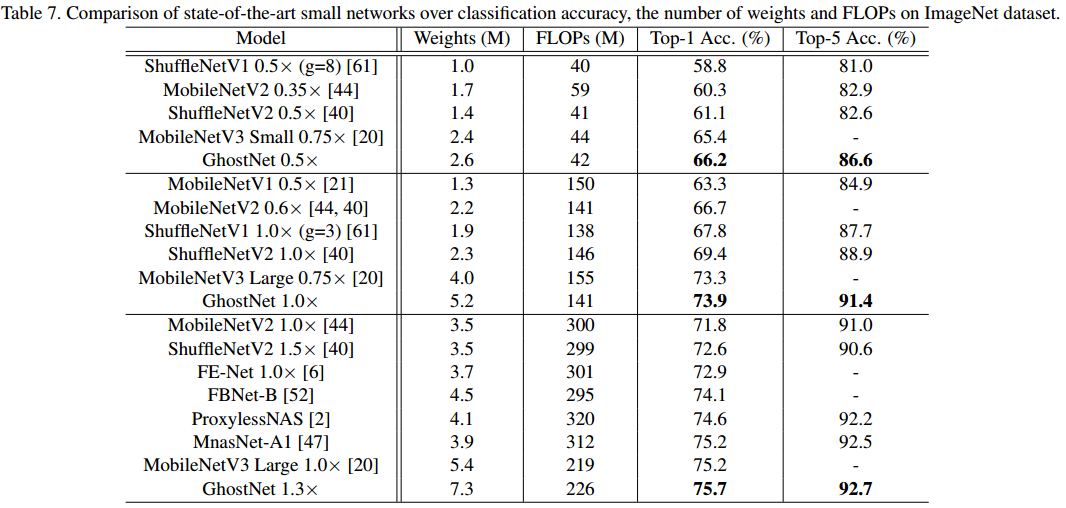 Table 7. Comparison of state-of-the-art small networks over classification accuracy, the number of weights and FLOPs on ImageNet dataset.
Model Weights (M) FLOPs (M) Top-1 Acc. (%) Top-5 Acc. (%)
ShuffleNetV1 0.5× (g=8) [61] 1.0 40 58.8 81.0
MobileNetV2 0.35× [44] 1.7 59 60.3 82.9
ShuffleNetV2 0.5× [40] 1.4 41 61.1 82.6
MobileNetV3 Small 0.75× [20] 2.4 44 65.4 -
GhostNet 0.5× 2.6 42 66.2 86.6
MobileNetV1 0.5× [21] 1.3 150 63.3 84.9
MobileNetV2 0.6× [44, 40] 2.2 141 66.7 -
ShuffleNetV1 1.0× (g=3) [61] 1.9 138 67.8 87.7
ShuffleNetV2 1.0× [40] 2.3 146 69.4 88.9
MobileNetV3 Large 0.75× [20] 4.0 155 73.3 -
GhostNet 1.0× 5.2 141 73.9 91.4
MobileNetV2 1.0× [44] 3.5 300 71.8 91.0
ShuffleNetV2 1.5× [40] 3.5 299 72.6 90.6
FE-Net 1.0× [6] 3.7 301 72.9 -
FBNet-B [52] 4.5 295 74.1 -
ProxylessNAS [2] 4.1 320 74.6 92.2
MnasNet-A1 [47] 3.9 312 75.2 92.5
MobileNetV3 Large 1.0× [20] 5.4 219 75.2 -
GhostNet 1.3× 7.3 226 75.7 92.7